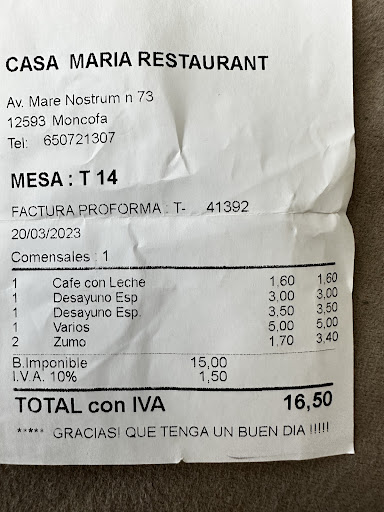 CASA MARIA RESTAURANT
Av. Mare Nostrum n 73
12593 Moncofa
Tel: 650721307
MESA : T 14
FACTURA PROFORMA : T- 41392
20/03/2023
Comensales : 1
1 Cafe con Leche 1,60 1,60
1 Desayuno Esp 3,00 3,00
1 Desayuno Esp. 3,50 3,50
1 Varios 5,00 5,00
2 Zumo 1,70 3,40
B.Imponible 15,00
I.V.A. 10% 1,50
TOTAL con IVA 16,50
***** GRACIAS! QUE TENGA UN BUEN DIA !!!!!